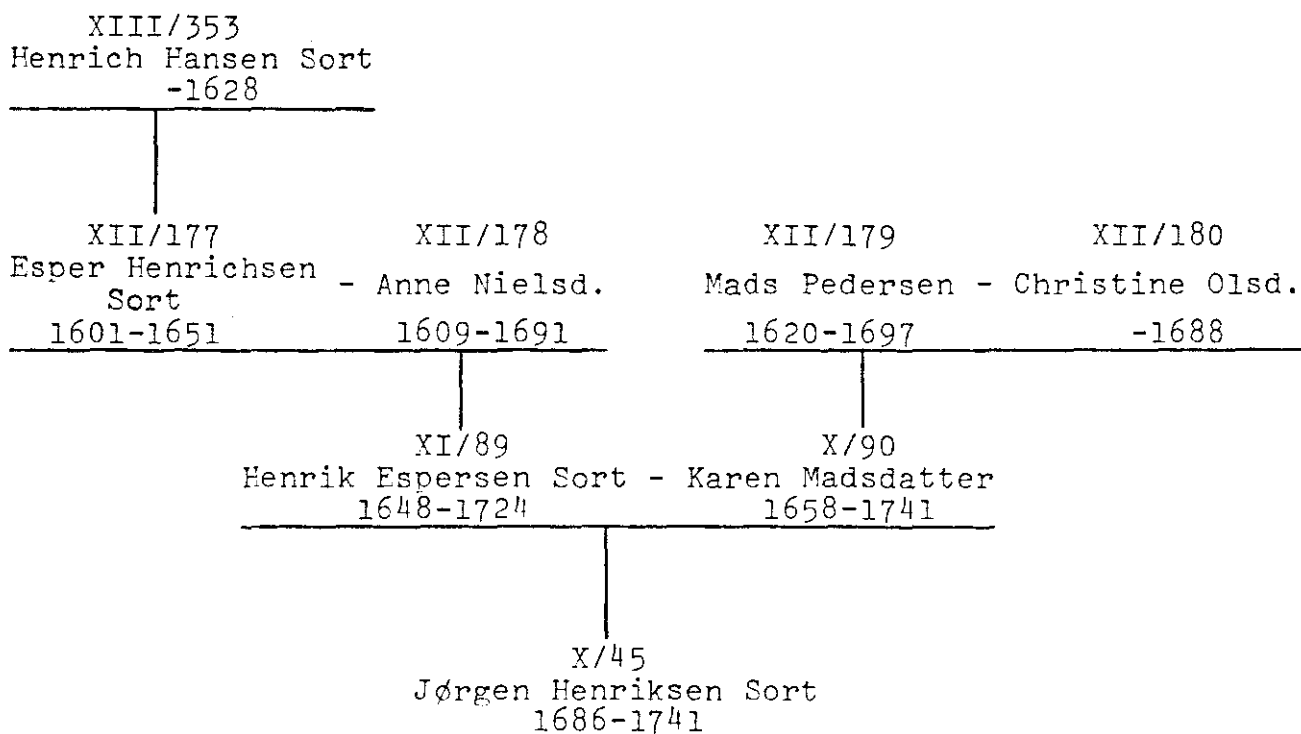 XIII/353
Henrich Hansen Sort
-1628
XII/177 XII/178 XII/179 XII/180
Esper Henrichsen
Sort - Anne Nielsd. Mads Pedersen - Christine Olsd.
1601-1651 1609-1691 1620-1697 -1688
XI/89 X/90
Henrik Espersen Sort - Karen Madsdatter
1648-1724 1658-1741
X/45
Jørgen Henriksen Sort
1686-1741